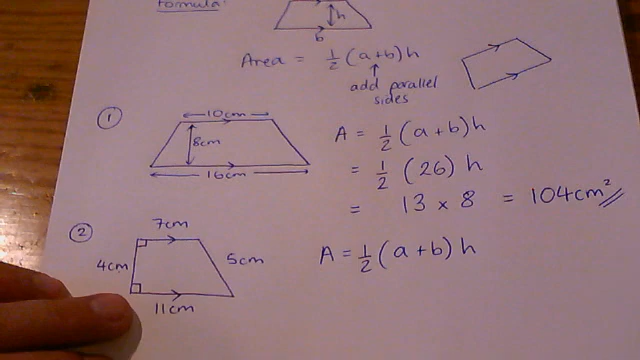 Formula:
h
b
Area = 1/2 (a+b) h
add parallel
sides
① 10cm
8cm
16cm
A = 1/2 (a+b) h
= 1/2 (26) h
= 13 × 8 = 104cm²
② 7cm
4cm
5cm
11cm
A = 1/2 (a+b) h